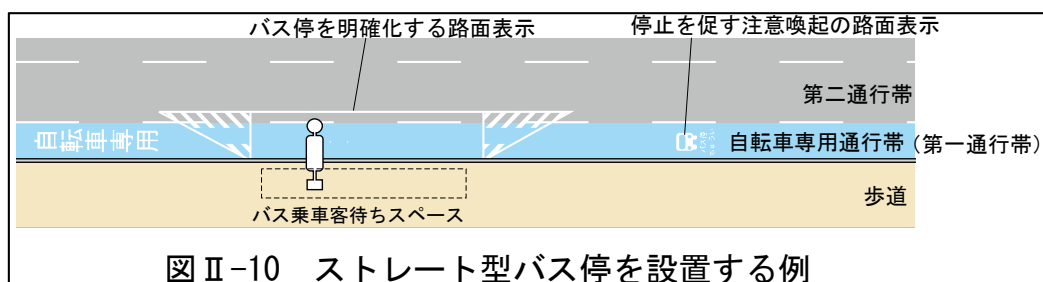 バス停を明確化する路面表示
停止を促す注意喚起の路面表示
第二通行帯
自転車専用
自転車専用通行帯(第一通行帯)
歩道
バス乗車客待ちスペース
図Ⅱ-10 ストレート型バス停を設置する例